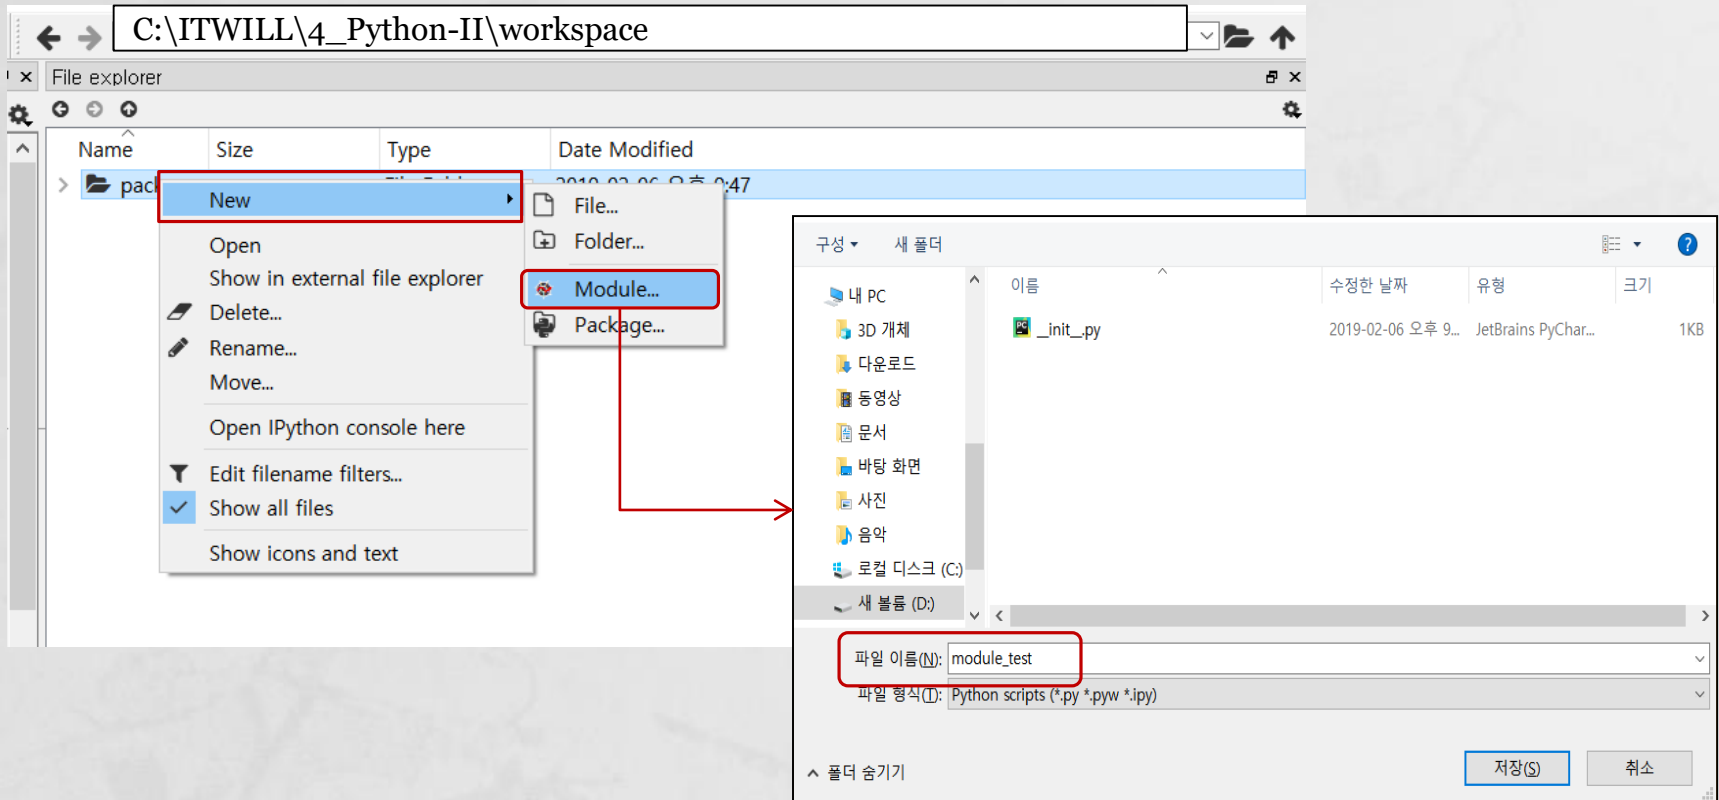 C:\ITWILL\4_Python-II\workspace
File explorer
Name Size Type Date Modified
pack
New
Open
Show in external file explorer
Delete...
Rename...
Move...
Open IPython console here
Edit filename filters...
Show all files
Show icons and text
File...
Folder...
Module...
Package...
구성 새 폴더
이름 수정한 날짜 유형 크기
__init__.py 2019-02-06 오후 9... JetBrains PyChar... 1KB
내 PC
3D 개체
다운로드
동영상
문서
바탕 화면
사진
음악
로컬 디스크 (C:)
새 볼륨 (D:)
파일 이름(N): module_test
파일 형식(T): Python scripts (*.py *.pyw *.ipy)
폴더 숨기기
저장(S) 취소